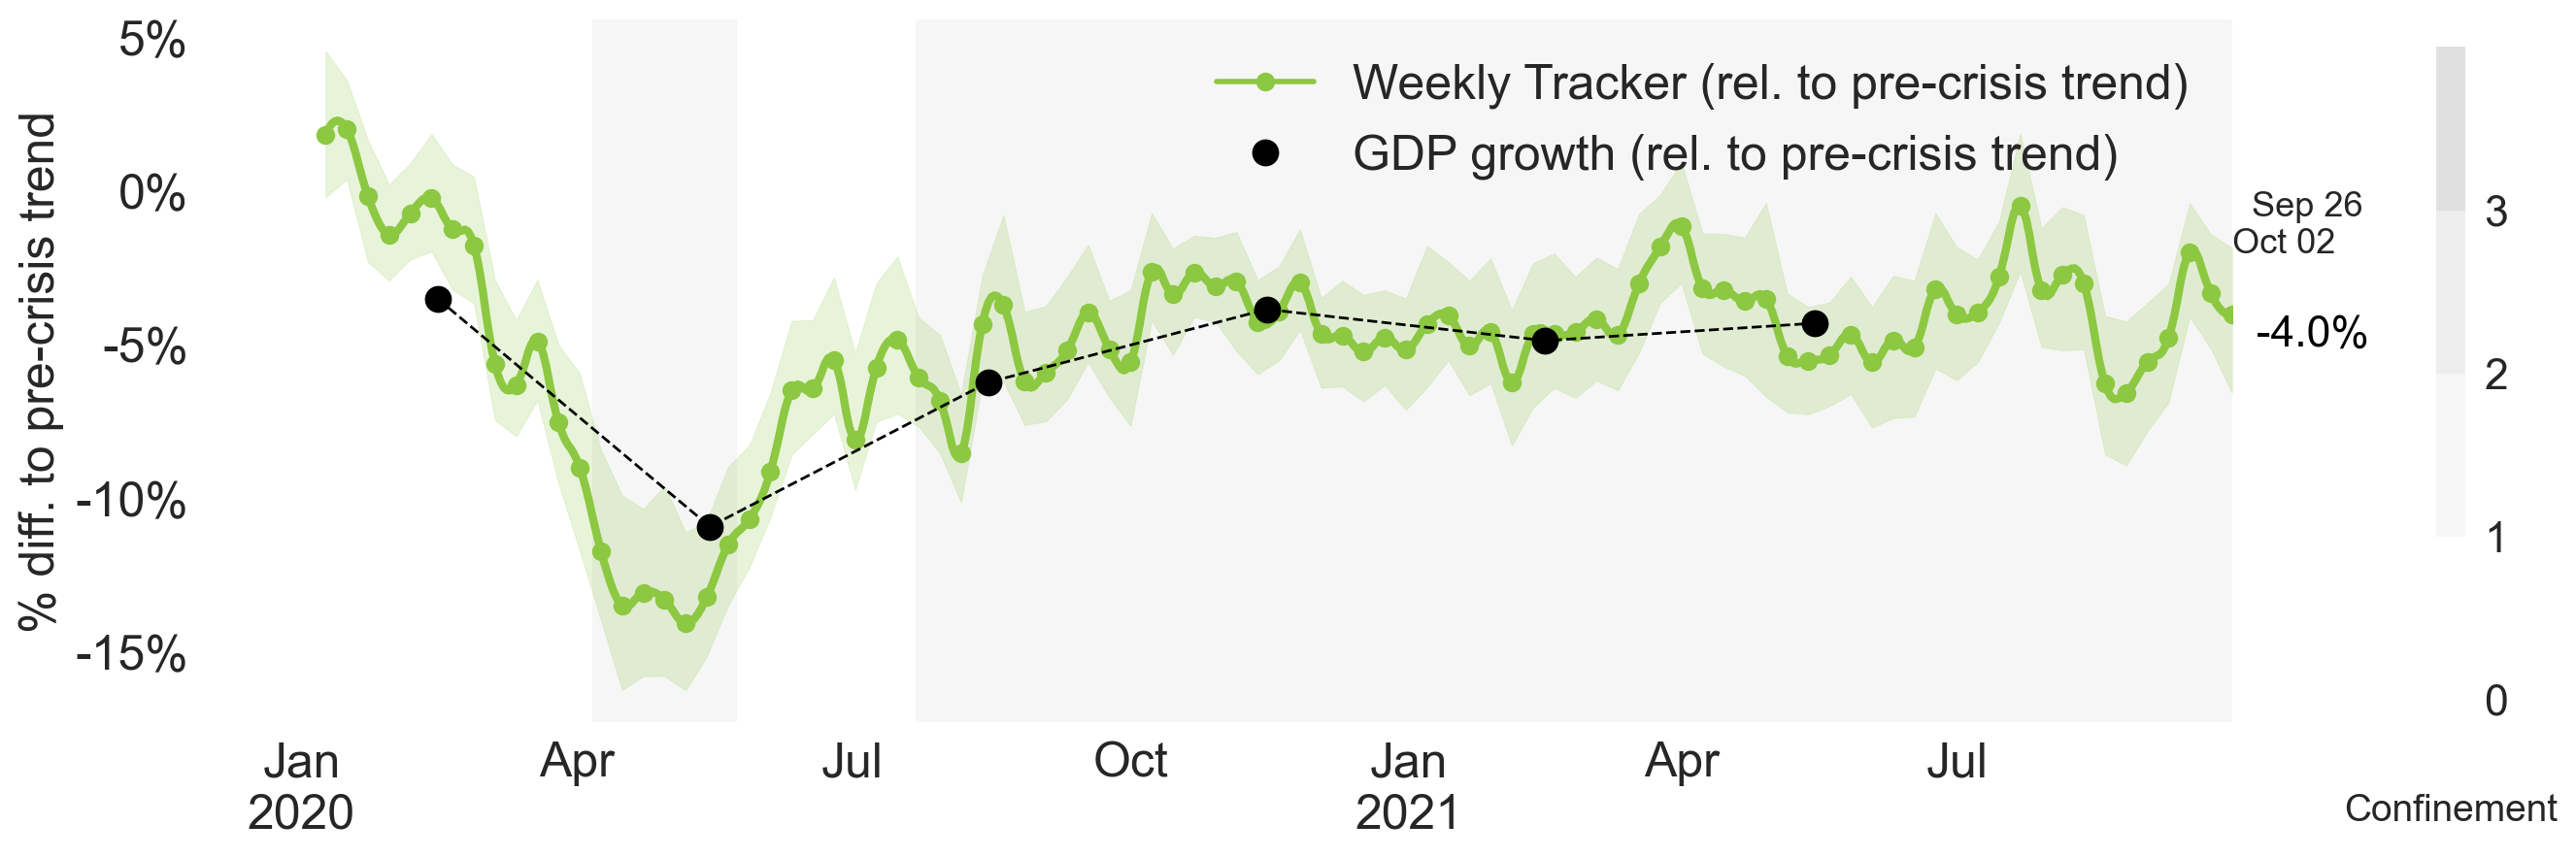 % diff. to pre-crisis trend
5%
0%
-5%
-10%
-15%
Weekly Tracker (rel. to pre-crisis trend)
GDP growth (rel. to pre-crisis trend)
Sep 26
Oct 02
-4.0%
3
2
1
0
Jan
2020
Apr
Jul
Oct
Jan
2021
Apr
Jul
Confinement